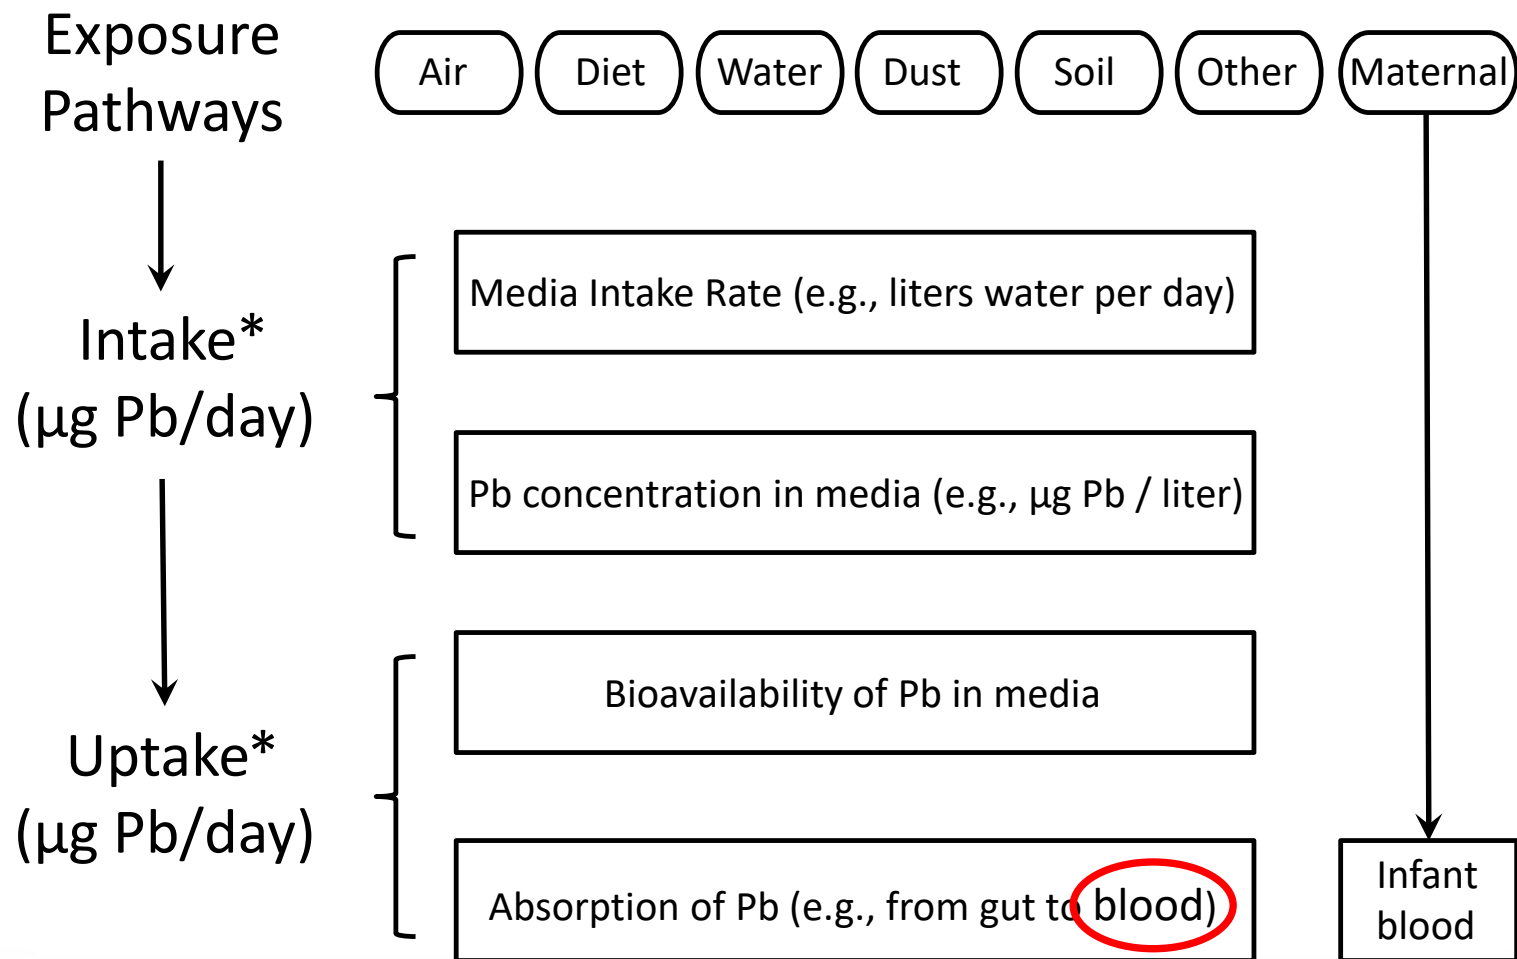 Exposure
Pathways
Air
Diet
Water
Dust
Soil
Other
Maternal
Media Intake Rate (e.g., liters water per day)
Intake*
(µg Pb/day)
Pb concentration in media (e.g., µg Pb / liter)
Bioavailability of Pb in media
Uptake*
(µg Pb/day)
Absorption of Pb (e.g., from gut to blood)
Infant
blood